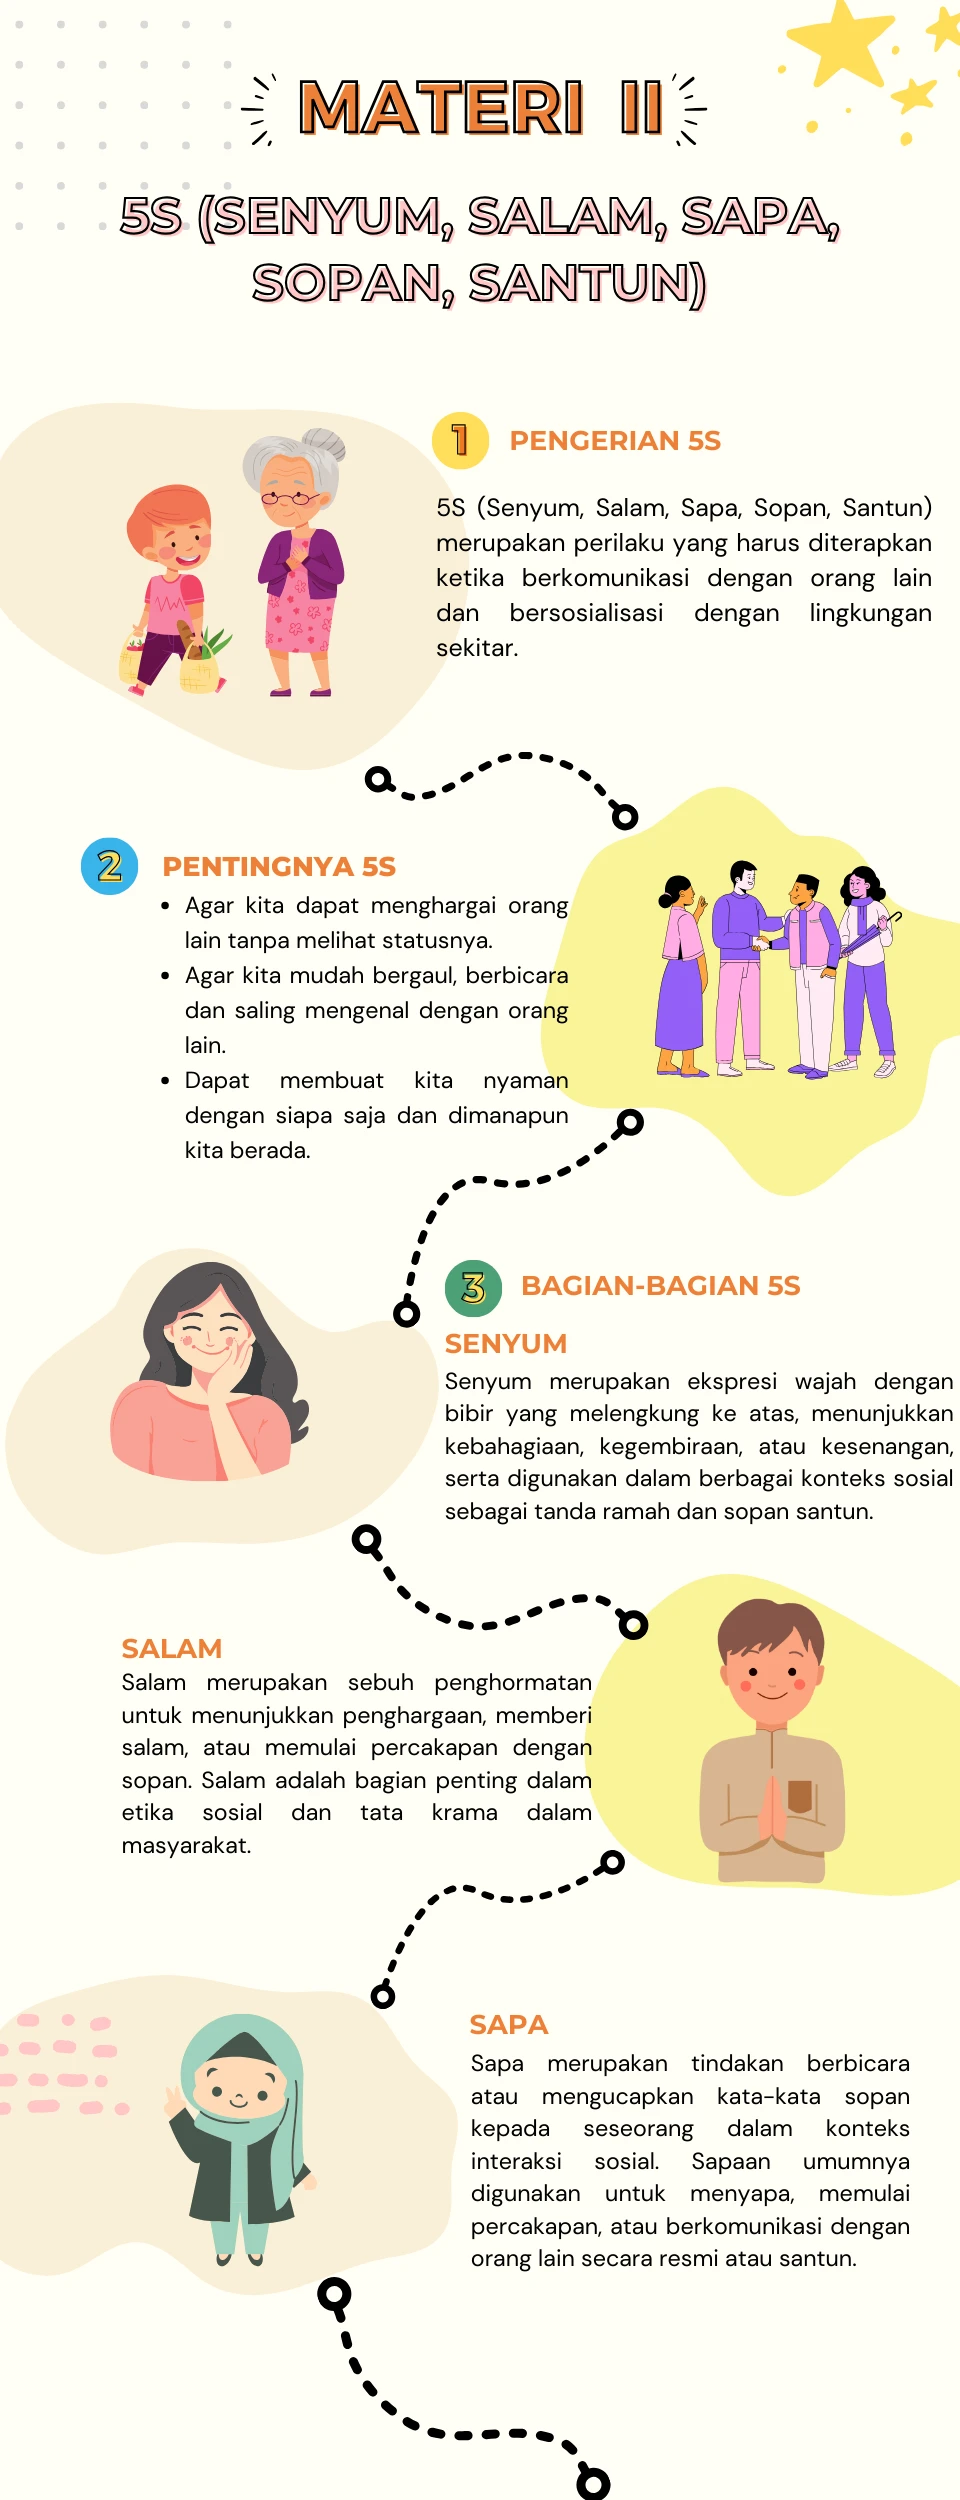 MATERI II
5S (SENYUM, SALAM, SAPA,
SOPAN, SANTUN)
1 PENGERIAN 5S
5S (Senyum, Salam, Sapa, Sopan, Santun)
merupakan perilaku yang harus diterapkan
ketika berkomunikasi dengan orang lain
dan bersosialisasi dengan lingkungan
sekitar.
2 PENTINGNYA 5S
• Agar kita dapat menghargai orang
lain tanpa melihat statusnya.
• Agar kita mudah bergaul, berbicara
dan saling mengenal dengan orang
lain.
• Dapat membuat kita nyaman
dengan siapa saja dan dimanapun
kita berada.
3 BAGIAN-BAGIAN 5S
SENYUM
Senyum merupakan ekspresi wajah dengan
bibir yang melengkung ke atas, menunjukkan
kebahagiaan, kegembiraan, atau kesenangan,
serta digunakan dalam berbagai konteks sosial
sebagai tanda ramah dan sopan santun.
SALAM
Salam merupakan sebuh penghormatan
untuk menunjukkan penghargaan, memberi
salam, atau memulai percakapan dengan
sopan. Salam adalah bagian penting dalam
etika sosial dan tata krama dalam
masyarakat.
SAPA
Sapa merupakan tindakan berbicara
atau mengucapkan kata-kata sopan
kepada seseorang dalam konteks
interaksi sosial. Sapaan umumnya
digunakan untuk menyapa, memulai
percakapan, atau berkomunikasi dengan
orang lain secara resmi atau santun.